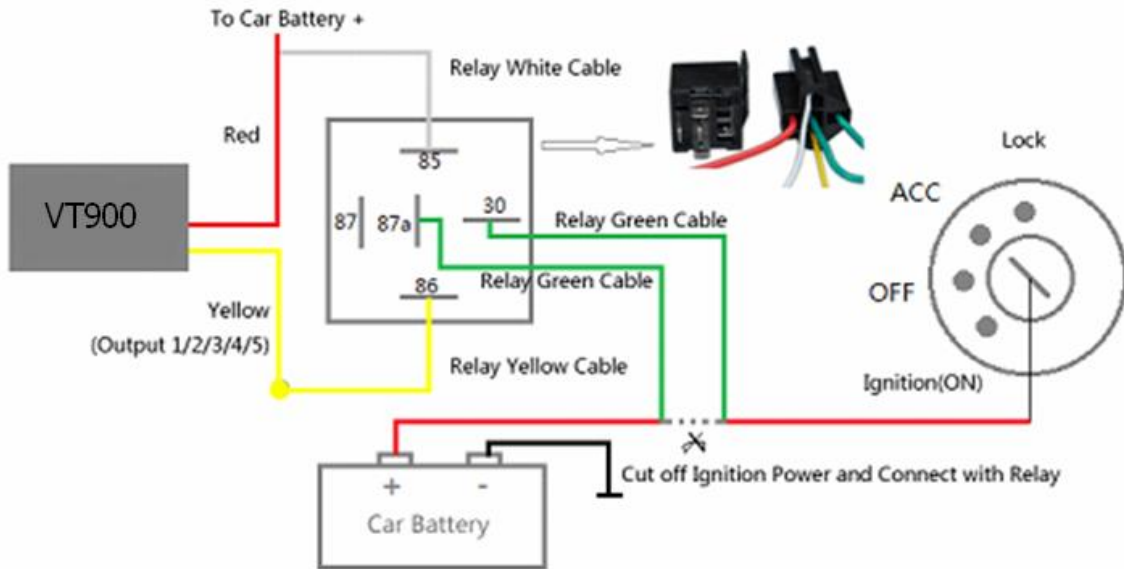 To Car Battery +
Relay White Cable
Red
Lock
85
ACC
VT900
87
87a
30
Relay Green Cable
Relay Green Cable
OFF
86
Yellow
(Output 1/2/3/4/5)
Relay Yellow Cable
Ignition(ON)
Cut off Ignition Power and Connect with Relay
+ -
Car Battery